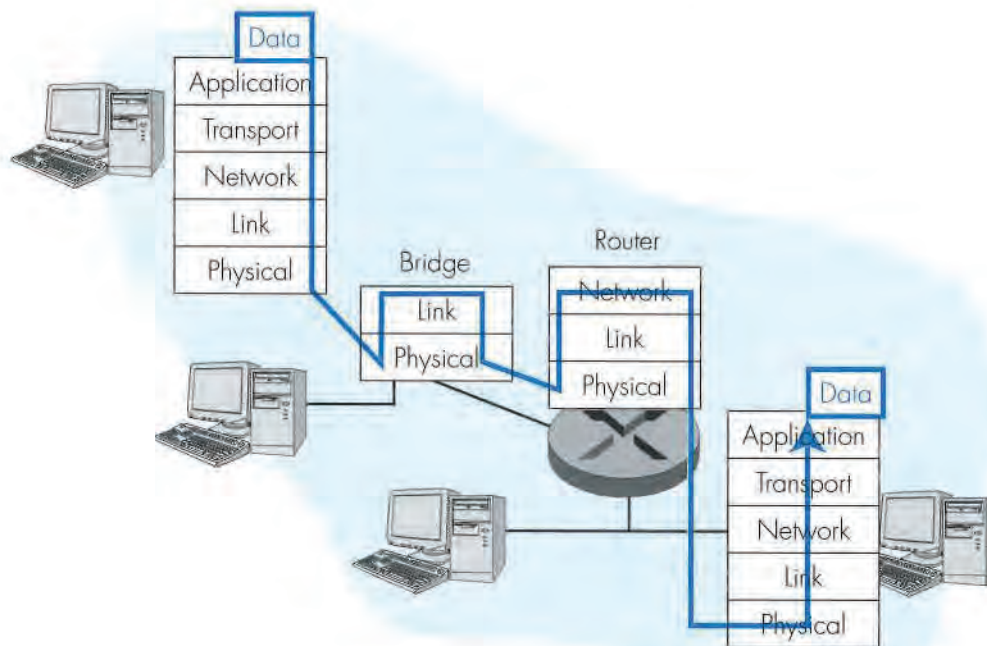 Data
Application
Transport
Network
Link
Physical
Bridge
Link
Physical
Router
Network
Link
Physical
Data
Application
Transport
Network
Link
Physical